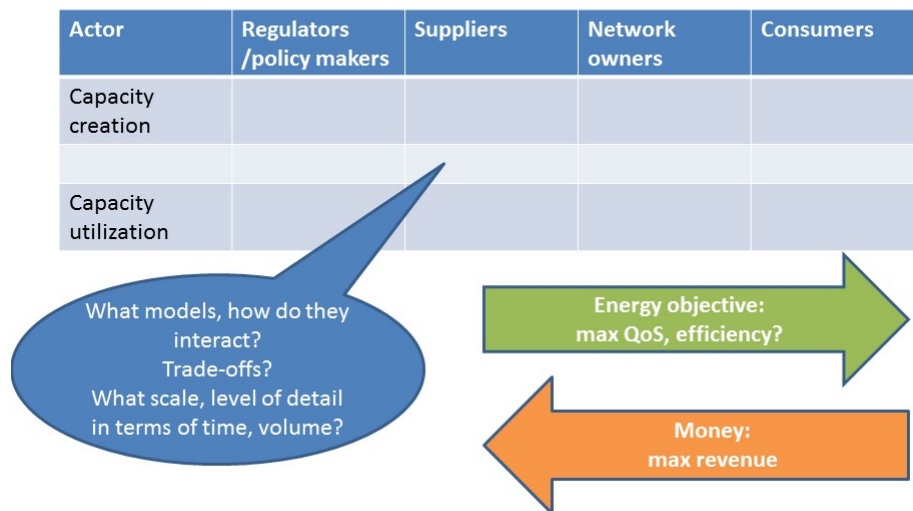 Actor Regulators Suppliers Network Consumers
/policy makers owners
Capacity
creation
Capacity
utilization
What models, how do they
interact?
Trade-offs?
What scale, level of detail
in terms of time, volume?
Energy objective:
max QoS, efficiency?
Money:
max revenue